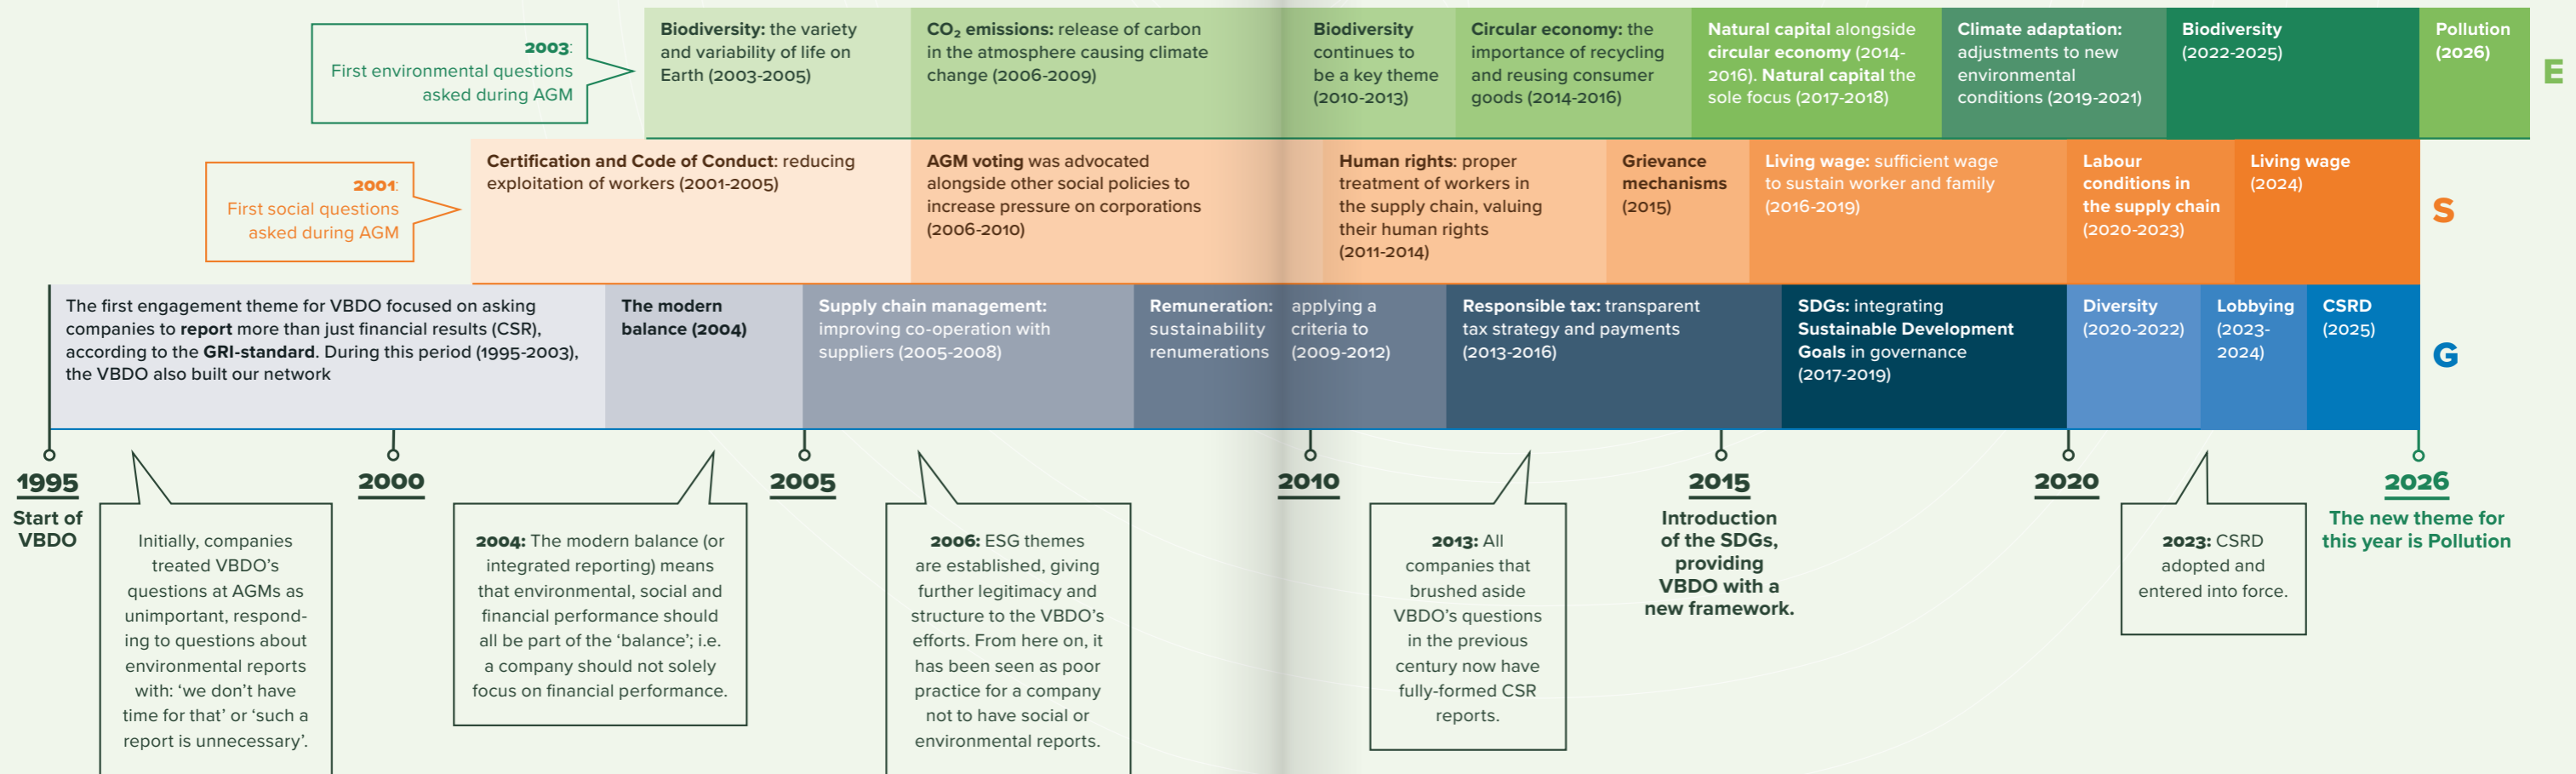 2003:
First environmental questions
asked during AGM
Biodiversity: the variety
and variability of life on
Earth (2003-2005)
CO₂ emissions: release of carbon
in the atmosphere causing climate
change (2006-2009)
Biodiversity
continues to
be a key theme
(2010-2013)
Circular economy: the
importance of recycling
and reusing consumer
goods (2014-2016)
Natural capital alongside
circular economy (2014-
2016). Natural capital the
sole focus (2017-2018)
Climate adaptation:
adjustments to new
environmental
conditions (2019-2021)
Biodiversity
(2022-2025)
Pollution
(2026)
E
2001:
First social questions
asked during AGM
Certification and Code of Conduct: reducing
exploitation of workers (2001-2005)
AGM voting was advocated
alongside other social policies to
increase pressure on corporations
(2006-2010)
Human rights: proper
treatment of workers in
the supply chain, valuing
their human rights
(2011-2014)
Grievance
mechanisms
(2015)
Living wage: sufficient wage
to sustain worker and family
(2016-2019)
Labour
conditions in
the supply chain
(2020-2023)
Living wage
(2024)
S
The first engagement theme for VBDO focused on asking
companies to report more than just financial results (CSR),
according to the GRI-standard. During this period (1995-2003),
the VBDO also built our network
The modern
balance (2004)
Supply chain management:
improving co-operation with
suppliers (2005-2008)
Remuneration: applying a
sustainability criteria to
renumerations (2009-2012)
Responsible tax: transparent
tax strategy and payments
(2013-2016)
SDGs: integrating
Sustainable Development
Goals in governance
(2017-2019)
Diversity
(2020-2022)
Lobbying
(2023-
2024)
CSRD
(2025)
G
1995
Start of
VBDO
Initially, companies
treated VBDO's
questions at AGMs as
unimportant, respond-
ing to questions about
environmental reports
with: 'we don't have
time for that' or 'such a
report is unnecessary'.
2000
2004: The modern balance (or
integrated reporting) means
that environmental, social and
financial performance should
all be part of the 'balance'; i.e.
a company should not solely
focus on financial performance.
2005
2006: ESG themes
are established, giving
further legitimacy and
structure to the VBDO's
efforts. From here on, it
has been seen as poor
practice for a company
not to have social or
environmental reports.
2010
2013: All
companies that
brushed aside
VBDO's questions
in the previous
century now have
fully-formed CSR
reports.
2015
Introduction
of the SDGs,
providing
VBDO with a
new framework.
2020
2023: CSRD
adopted and
entered into force.
2026
The new theme for
this year is Pollution